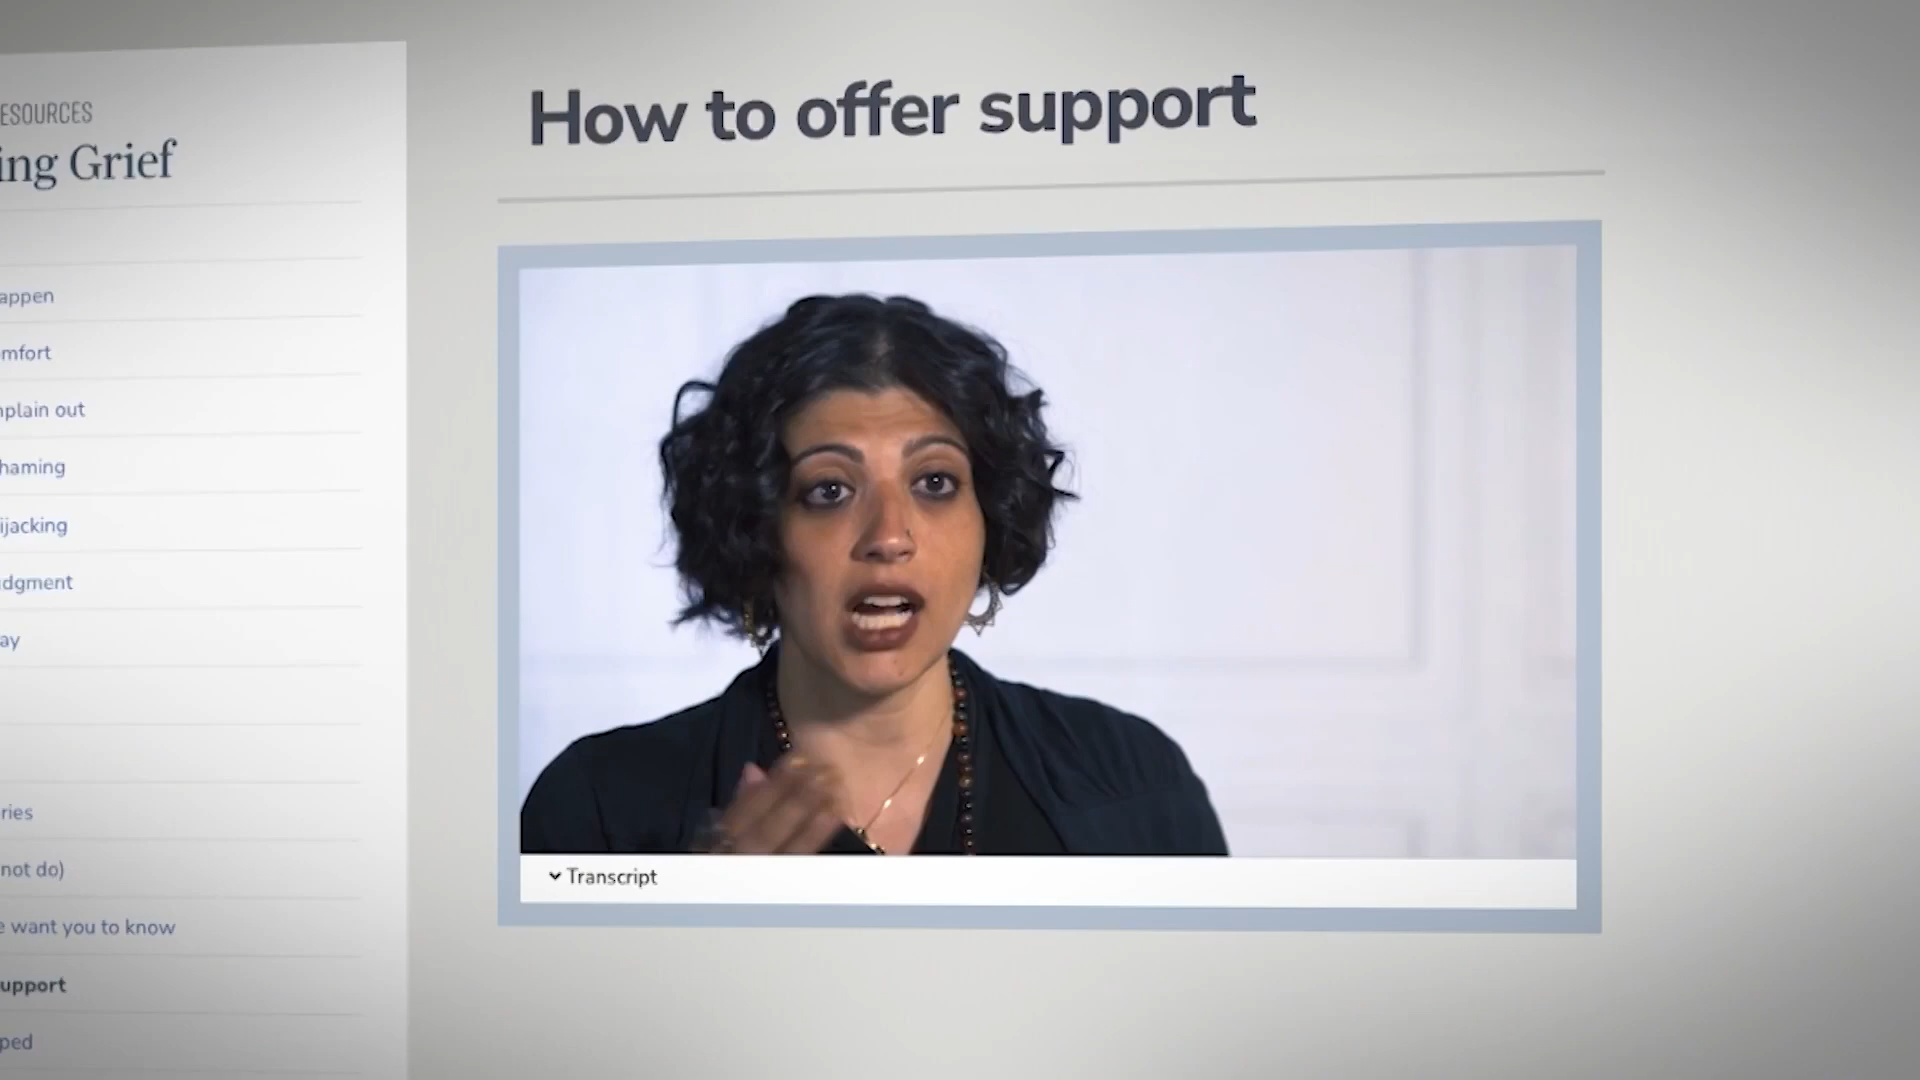 ESOURCES
ing Grief
appen
mfort
plain out
haming
ijacking
dgment
ay
ries
not do)
e want you to know
upport
ped
How to offer support
Transcript